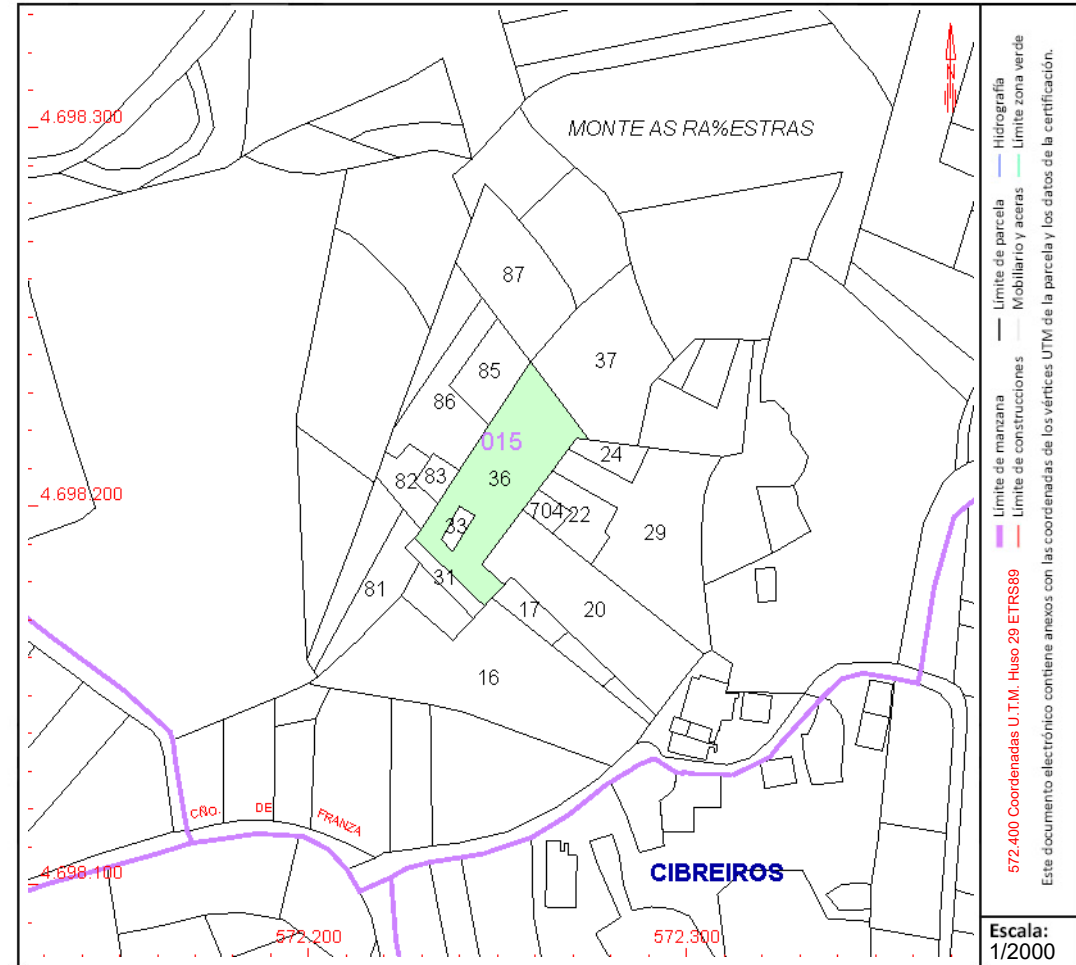 4.698.300
MONTE AS RA%ESTRAS
N
87
37
85
86
015
24
36
82
83
4.698.200
704
22
33
29
31
81
17
20
16
CÑO. DE FRANZA
4.698.100
CIBREIROS
572.200
572.300
572.400 Coordenadas U.T.M. Huso 29 ETRS89
Límite de manzana
Límite de parcela
Hidrografía
Límite de construcciones
Mobiliario y aceras
Límite zona verde
Este documento electrónico contiene anexos con las coordenadas de los vértices UTM de la parcela y los datos de la certificación.
Escala:
1/2000